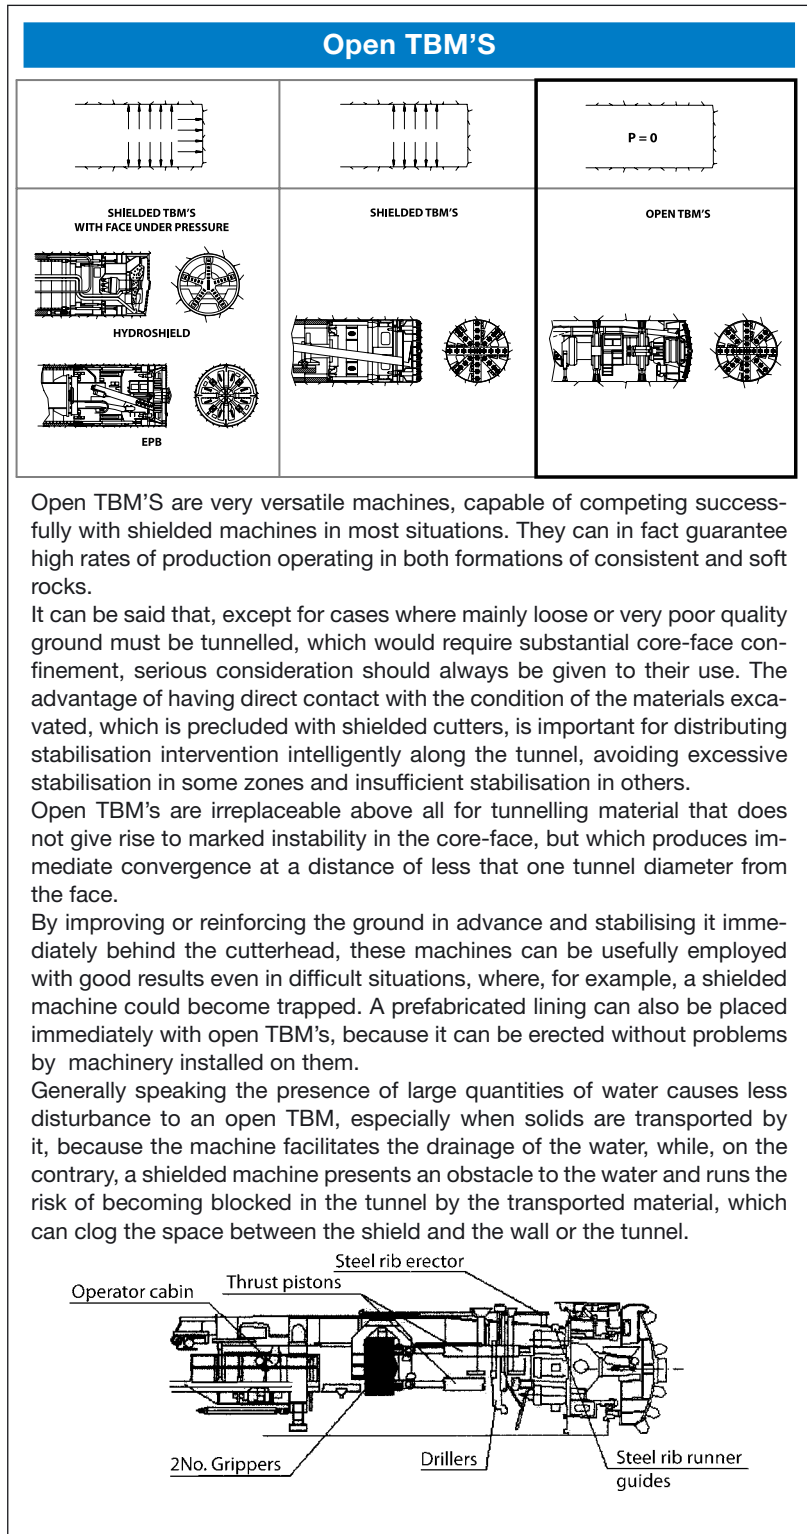 Open TBM'S
P = 0
SHIELDED TBM'S
WITH FACE UNDER PRESSURE
SHIELDED TBM'S
OPEN TBM'S
HYDROSHIELD
EPB
Open TBM'S are very versatile machines, capable of competing success-
fully with shielded machines in most situations. They can in fact guarantee
high rates of production operating in both formations of consistent and soft
rocks.
It can be said that, except for cases where mainly loose or very poor quality
ground must be tunnelled, which would require substantial core-face con-
finement, serious consideration should always be given to their use. The
advantage of having direct contact with the condition of the materials exca-
vated, which is precluded with shielded cutters, is important for distributing
stabilisation intervention intelligently along the tunnel, avoiding excessive
stabilisation in some zones and insufficient stabilisation in others.
Open TBM's are irreplaceable above all for tunnelling material that does
not give rise to marked instability in the core-face, but which produces im-
mediate convergence at a distance of less that one tunnel diameter from
the face.
By improving or reinforcing the ground in advance and stabilising it imme-
diately behind the cutterhead, these machines can be usefully employed
with good results even in difficult situations, where, for example, a shielded
machine could become trapped. A prefabricated lining can also be placed
immediately with open TBM's, because it can be erected without problems
by machinery installed on them.
Generally speaking the presence of large quantities of water causes less
disturbance to an open TBM, especially when solids are transported by
it, because the machine facilitates the drainage of the water, while, on the
contrary, a shielded machine presents an obstacle to the water and runs the
risk of becoming blocked in the tunnel by the transported material, which
can clog the space between the shield and the wall or the tunnel.
Steel rib erector
Thrust pistons
Operator cabin
2No. Grippers
Drillers
Steel rib runner
guides